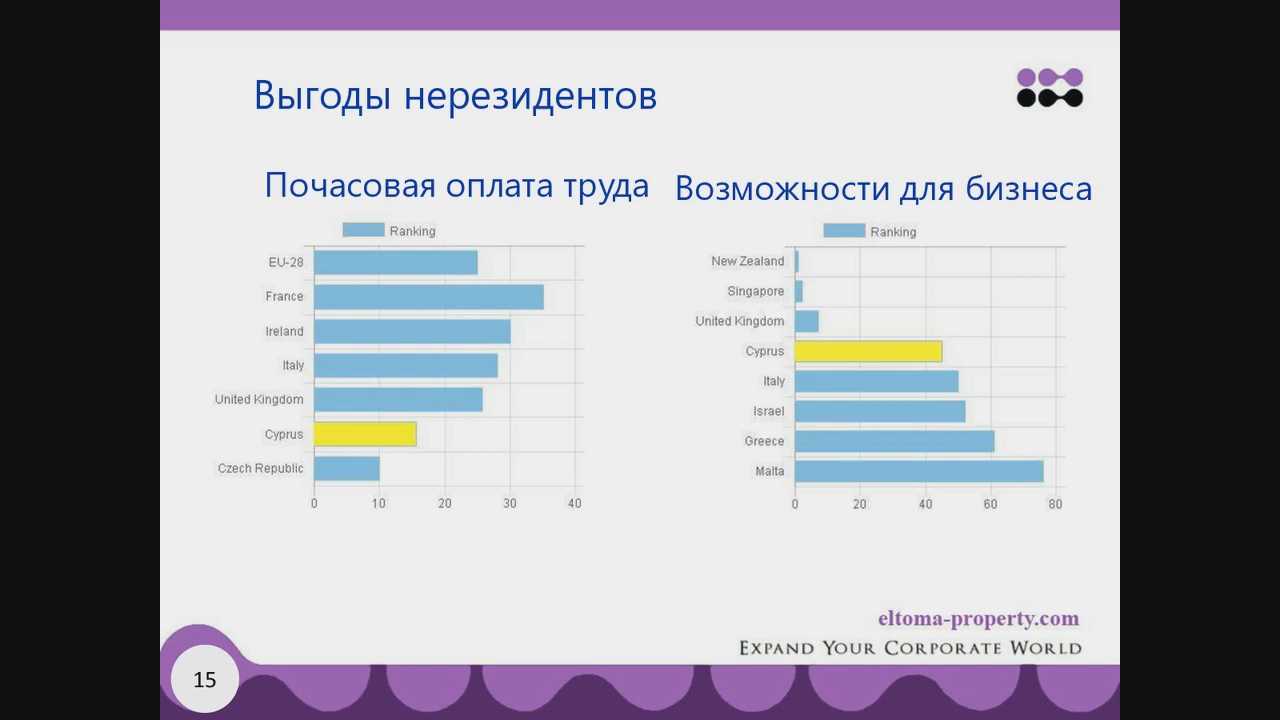 Выгоды нерезидентов
Почасовая оплата труда
Ranking
EU-28
France
Ireland
Italy
United Kingdom
Cyprus
Czech Republic
0 10 20 30 40
Возможности для бизнеса
Ranking
New Zealand
Singapore
United Kingdom
Cyprus
Italy
Israel
Greece
Malta
0 20 40 60 80
eltoma-property.com
Expand Your Corporate World
15